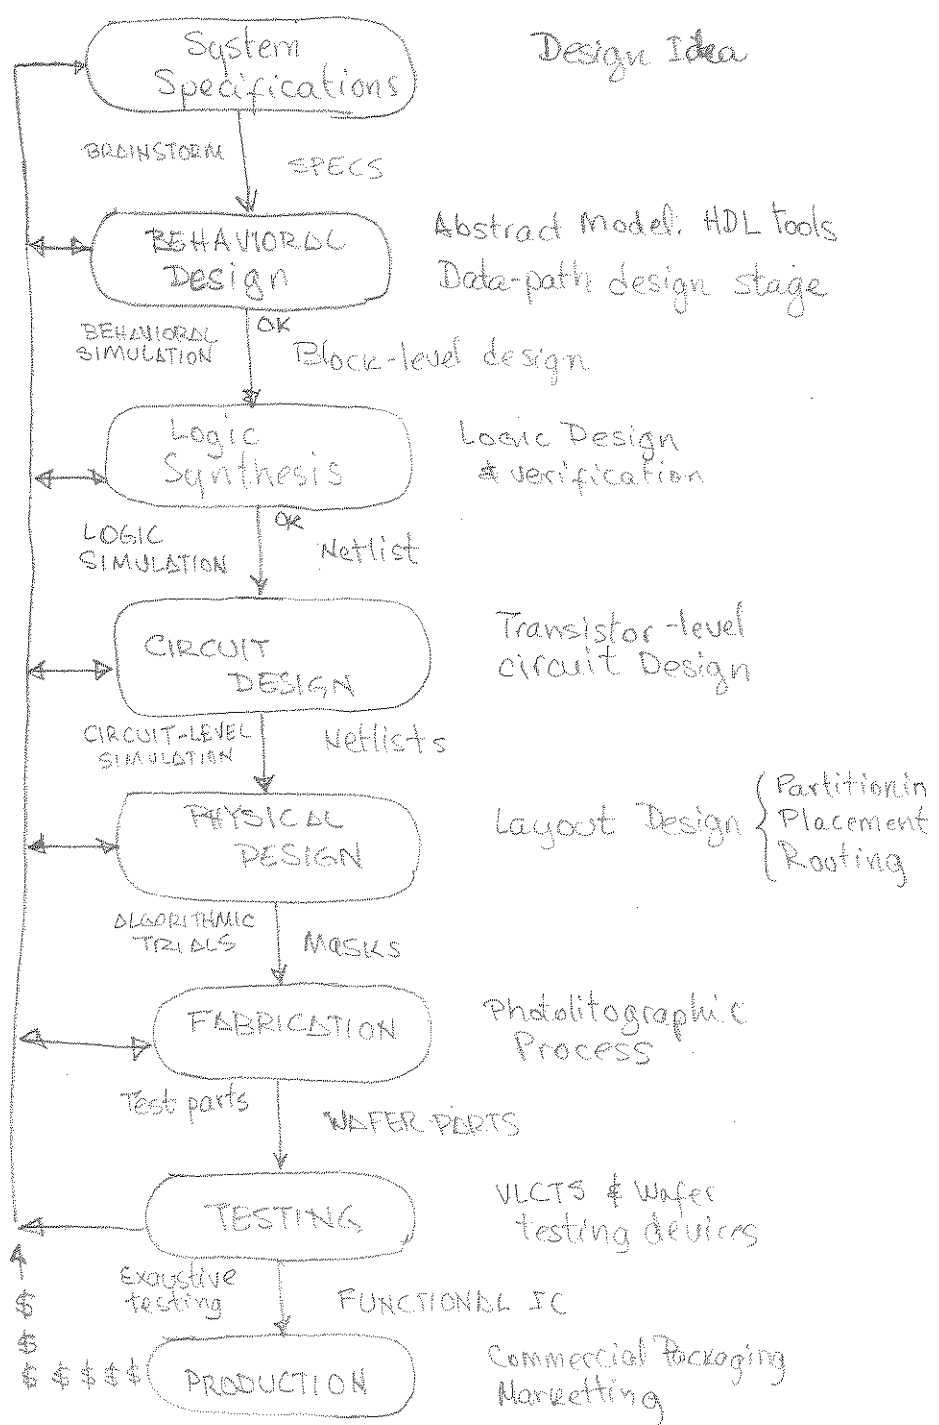 System
Specifications
Design Idea
BRAINSTORM
SPECS
BEHAVIORAL
Design
Abstract Model. HDL tools
Data-path design stage
OK
BEHAVIORAL
SIMULATION
Block-level design
Logic
Synthesis
Logic Design
& verification
OK
LOGIC
SIMULATION
Netlist
CIRCUIT
DESIGN
Transistor-level
circuit Design
CIRCUIT-LEVEL
SIMULATION
Netlists
PHYSICAL
DESIGN
Layout Design
Partitionin
Placement
Rooting
ALGORITHMIC
TRIALS
Masks
FABRICATION
Photolitographic
Process
Test parts
WAFER-PARTS
TESTING
VLCTS & Wafer
testing devices
Exaustive
testing
FUNCTIONAL IC
$
$
$ $ $ $ $
PRODUCTION
Commercial Packaging
Marketting